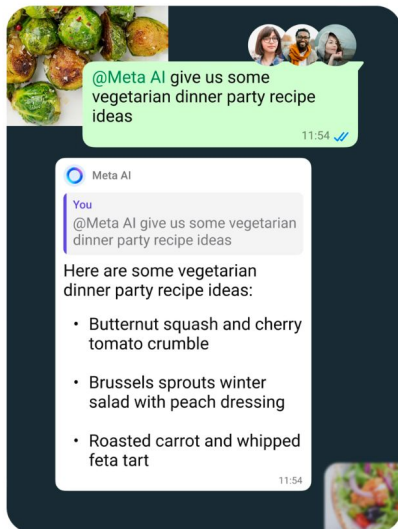 @Meta AI give us some
vegetarian dinner party recipe
ideas
11:54
Meta AI
You
@Meta AI give us some vegetarian
dinner party recipe ideas
Here are some vegetarian
dinner party recipe ideas:
• Butternut squash and cherry
tomato crumble
• Brussels sprouts winter
salad with peach dressing
• Roasted carrot and whipped
feta tart
11:54